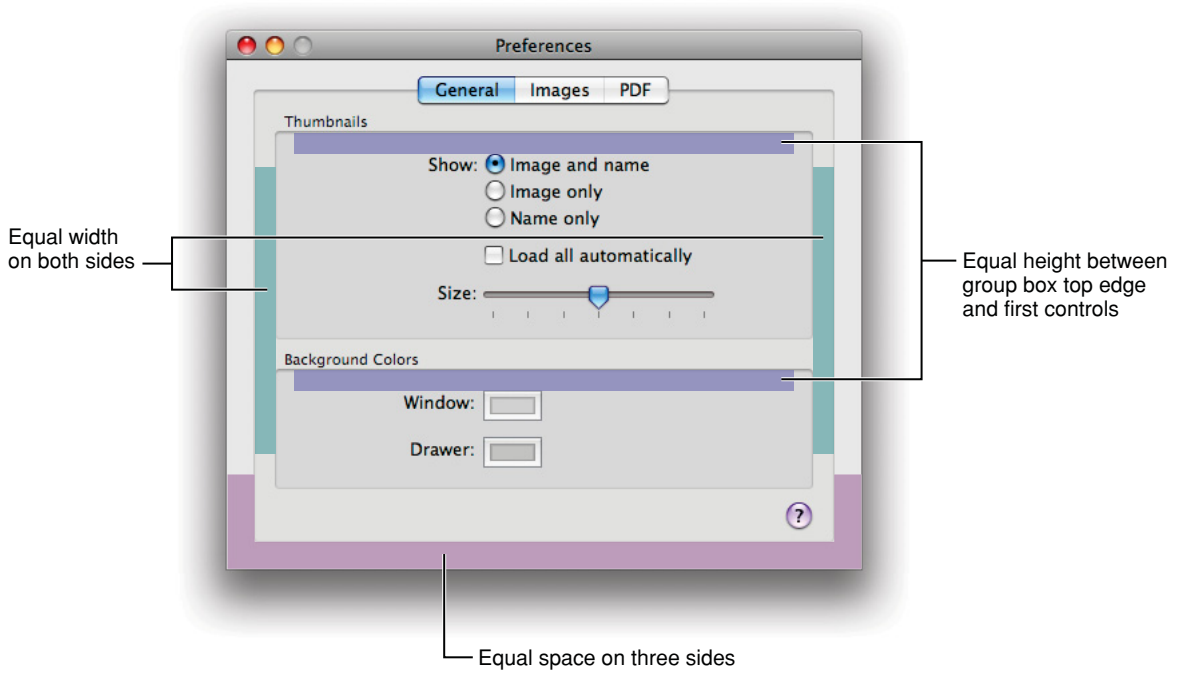 Preferences
General Images PDF
Thumbnails
Show: Image and name
Image only
Name only
Load all automatically
Size:
Background Colors
Window:
Drawer:
?
Equal width
on both sides
Equal height between
group box top edge
and first controls
Equal space on three sides